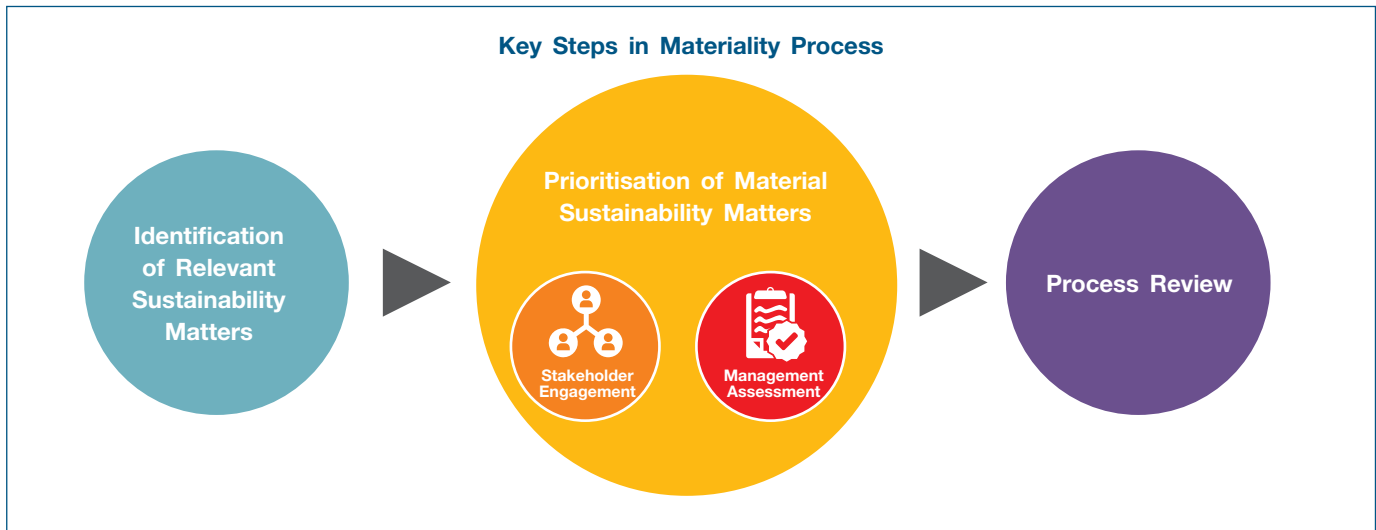 Key Steps in Materiality Process
Identification
of Relevant
Sustainability
Matters
Prioritisation of Material
Sustainability Matters
Stakeholder
Engagement
Management
Assessment
Process Review